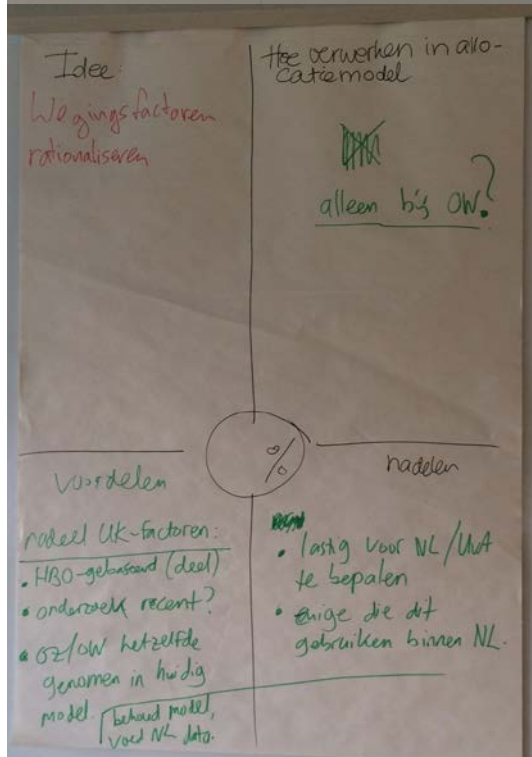 Idee:
Wegingsfactoren
rationaliseren
Hoe verwerken in allo-
catiemodel
alleen bij OW?
%
voordelen
nadeel UK-factoren:
• HBO-gebaseerd (deel)
• onderzoek recent?
• OZ/OW hetzelfde
genomen in huidig
model.
behoud model,
voed NL data.
nadelen
• lastig voor NL/UvA
te bepalen
• enige die dit
gebruiken binnen NL.